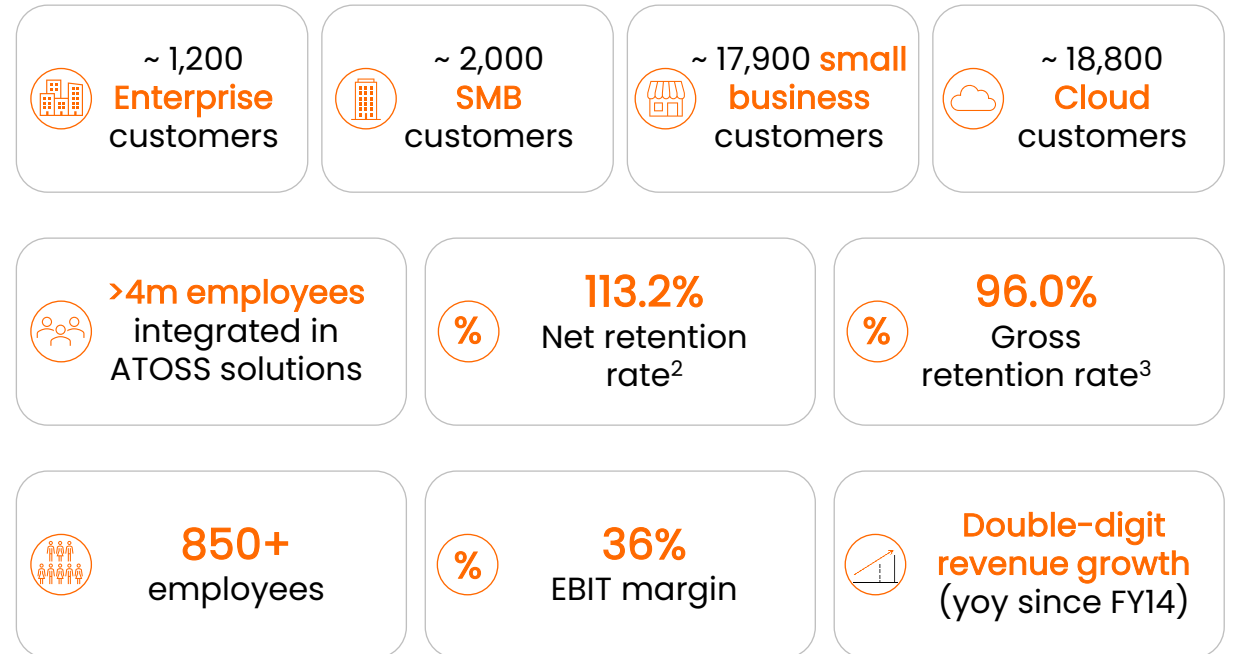 ~ 1,200
Enterprise
customers
~ 2,000
SMB
customers
~ 17,900 small
business
customers
~ 18,800
Cloud
customers
>4m employees
integrated in
ATOSS solutions
%
113.2%
Net retention
rate²
%
96.0%
Gross
retention rate³
850+
employees
%
36%
EBIT margin
Double-digit
revenue growth
(yoy since FY14)